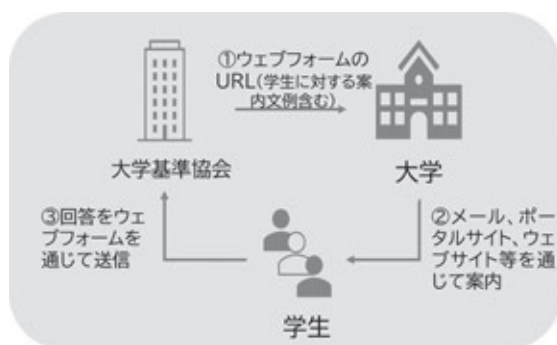 ①ウェブフォームの
URL(学生に対する案
内文例含む)
大学基準協会
大学
③回答をウェ
ブフォームを
通じて送信
②メール、ポー
タルサイト、ウェ
ブサイト等を通
じて案内
学生